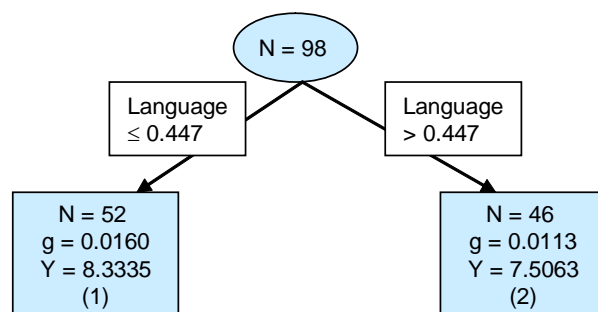 N = 98
Language
≤ 0.447
Language
> 0.447
N = 52
g = 0.0160
Y = 8.3335
(1)
N = 46
g = 0.0113
Y = 7.5063
(2)